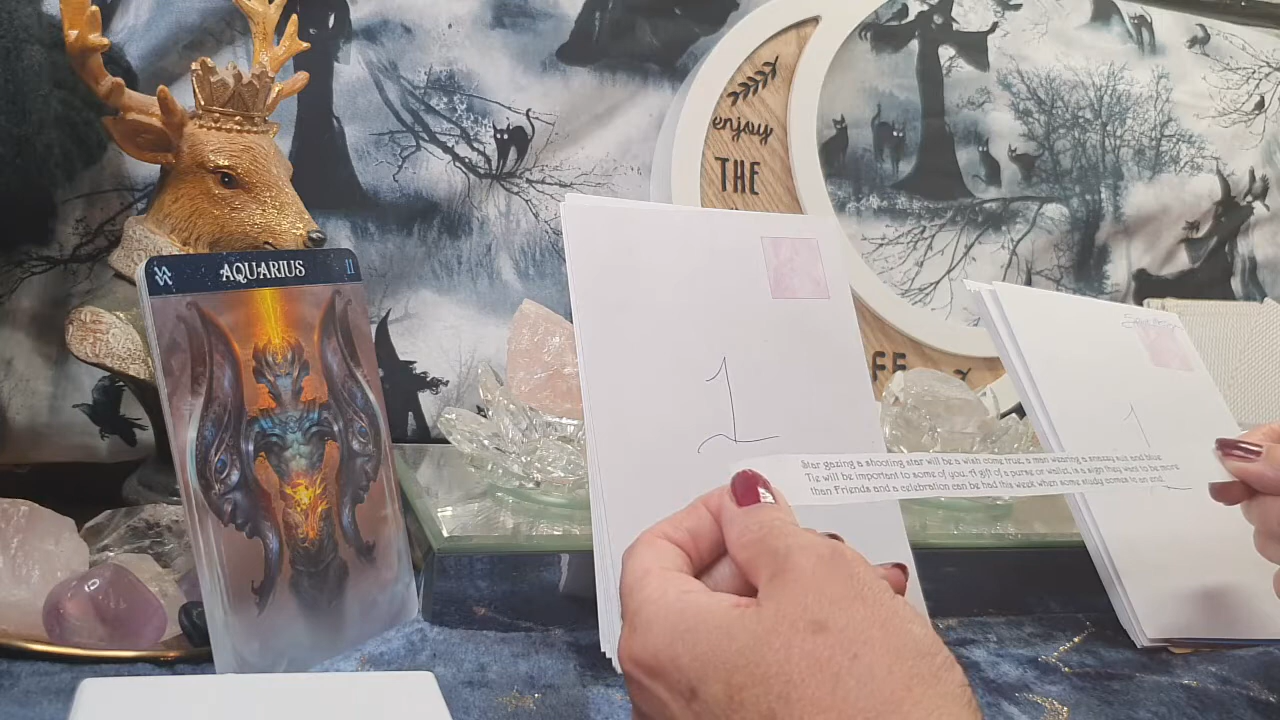 enjoy
THE
AQUARIUS 11
1
1
Star gazing a shooting star will be a wish come true, a man wearing a snazzy suit and blue
Tie will be important to some of you. A gift of a purse or wallet, is a sign they want to be more
than Friends and a celebration can be had this week when some study comes to an end.